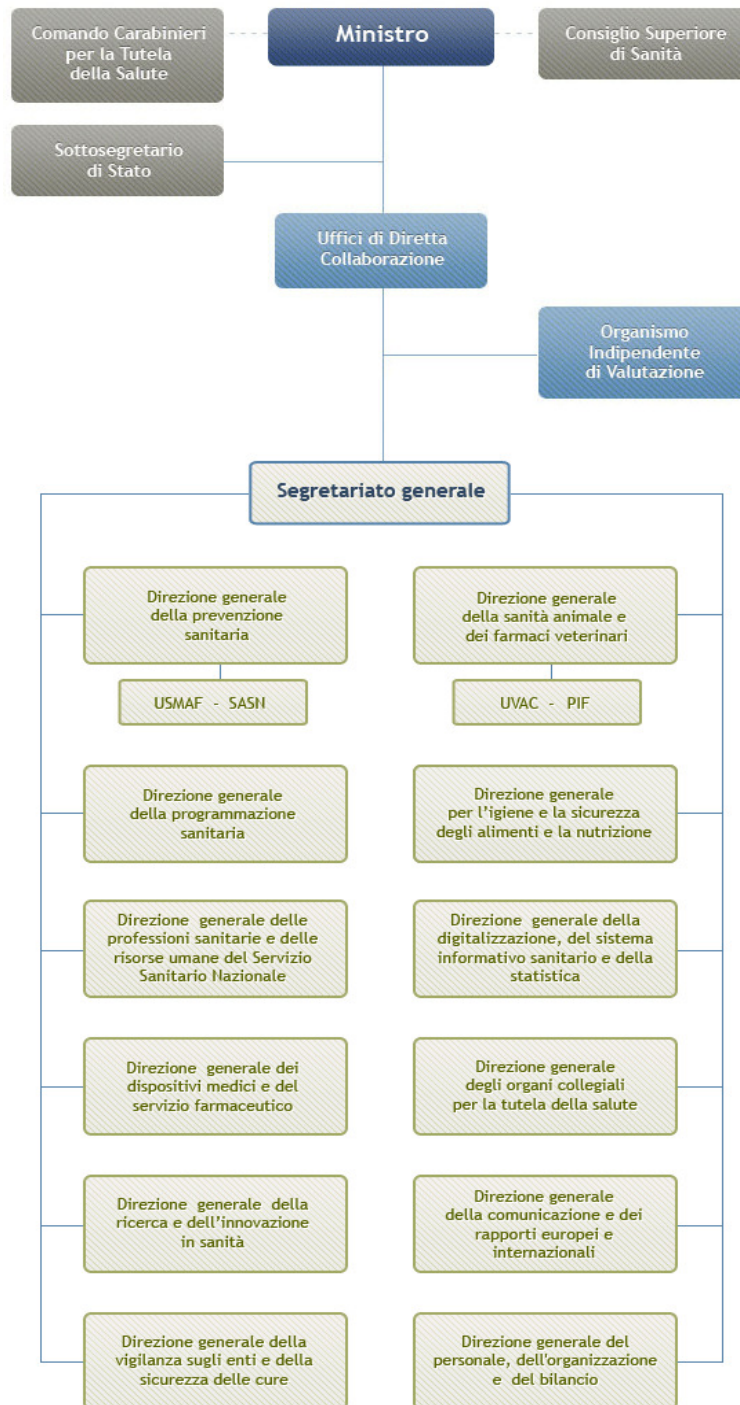 Comando Carabinieri
per la Tutela
della Salute
Ministro
Consiglio Superiore
di Sanità
Sottosegretario
di Stato
Uffici di Diretta
Collaborazione
Organismo
Indipendente
di Valutazione
Segretariato generale
Direzione generale
della prevenzione
sanitaria
Direzione generale
della sanità animale e
dei farmaci veterinari
USMAF - SASN
UVAC - PIF
Direzione generale
della programmazione
sanitaria
Direzione generale
per l'igiene e la sicurezza
degli alimenti e la nutrizione
Direzione generale delle
professioni sanitarie e delle
risorse umane del Servizio
Sanitario Nazionale
Direzione generale della
digitalizzazione, del sistema
informativo sanitario e della
statistica
Direzione generale dei
dispositivi medici e del
servizio farmaceutico
Direzione generale
degli organi collegiali
per la tutela della salute
Direzione generale della
ricerca e dell'innovazione
in sanità
Direzione generale
della comunicazione e dei
rapporti europei e
internazionali
Direzione generale della
vigilanza sugli enti e della
sicurezza delle cure
Direzione generale del
personale, dell'organizzazione
e del bilancio